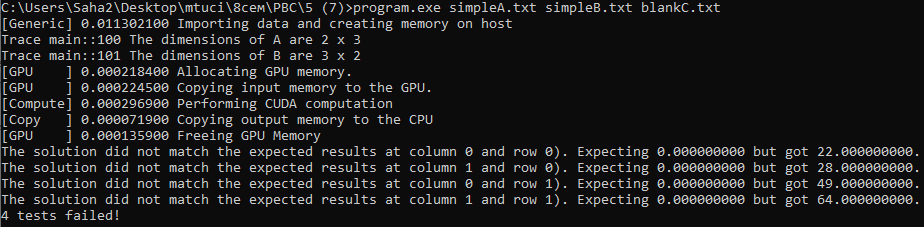 C:\Users\Saha2\Desktop\mtuci\8сем\РВС\5 (7)>program.exe simpleA.txt simpleB.txt blankC.txt
[Generic] 0.011302100 Importing data and creating memory on host
Trace main::100 The dimensions of A are 2 x 3
Trace main::101 The dimensions of B are 3 x 2
[GPU    ] 0.000218400 Allocating GPU memory.
[GPU    ] 0.000224500 Copying input memory to the GPU.
[Compute] 0.000296900 Performing CUDA computation
[Copy   ] 0.000071900 Copying output memory to the CPU
[GPU    ] 0.000135900 Freeing GPU Memory
The solution did not match the expected results at column 0 and row 0). Expecting 0.000000000 but got 22.000000000.
The solution did not match the expected results at column 1 and row 0). Expecting 0.000000000 but got 28.000000000.
The solution did not match the expected results at column 0 and row 1). Expecting 0.000000000 but got 49.000000000.
The solution did not match the expected results at column 1 and row 1). Expecting 0.000000000 but got 64.000000000.
4 tests failed!